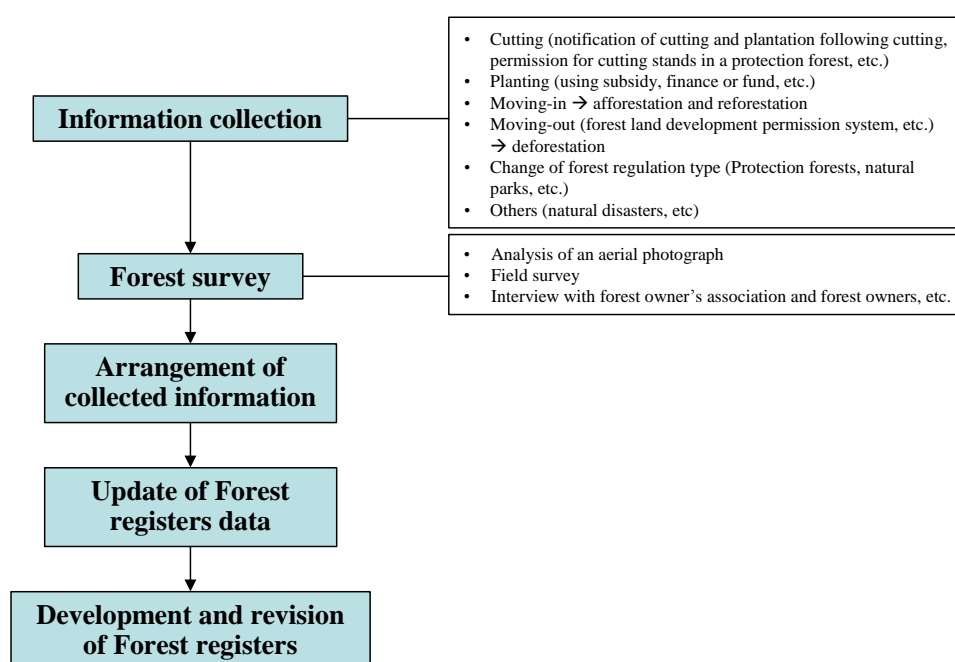 • Cutting (notification of cutting and plantation following cutting,
permission for cutting stands in a protection forest, etc.)
• Planting (using subsidy, finance or fund, etc.)
• Moving-in → afforestation and reforestation
• Moving-out (forest land development permission system, etc.)
→ deforestation
• Change of forest regulation type (Protection forests, natural
parks, etc.)
• Others (natural disasters, etc)
Information collection
• Analysis of an aerial photograph
• Field survey
• Interview with forest owner’s association and forest owners, etc.
Forest survey
Arrangement of
collected information
Update of Forest
registers data
Development and revision
of Forest registers